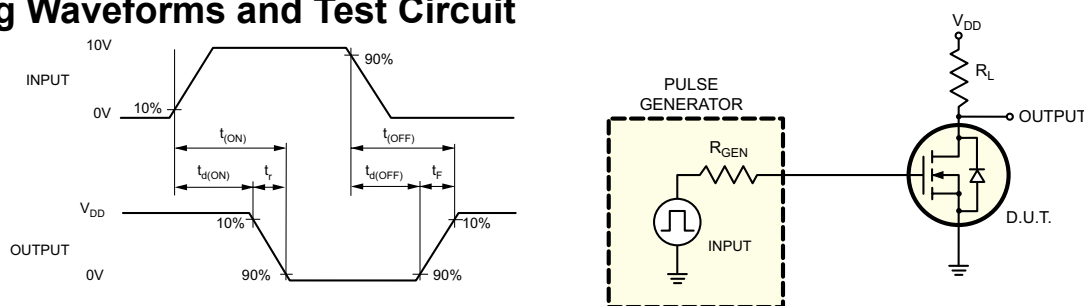 g Waveforms and Test Circuit
10V
INPUT
0V
10%
90%
t(ON)
t(OFF)
td(ON)
tr
td(OFF)
tF
VDD
10%
10%
OUTPUT
0V
90%
90%
PULSE
GENERATOR
RGEN
INPUT
VDD
RL
OUTPUT
D.U.T.